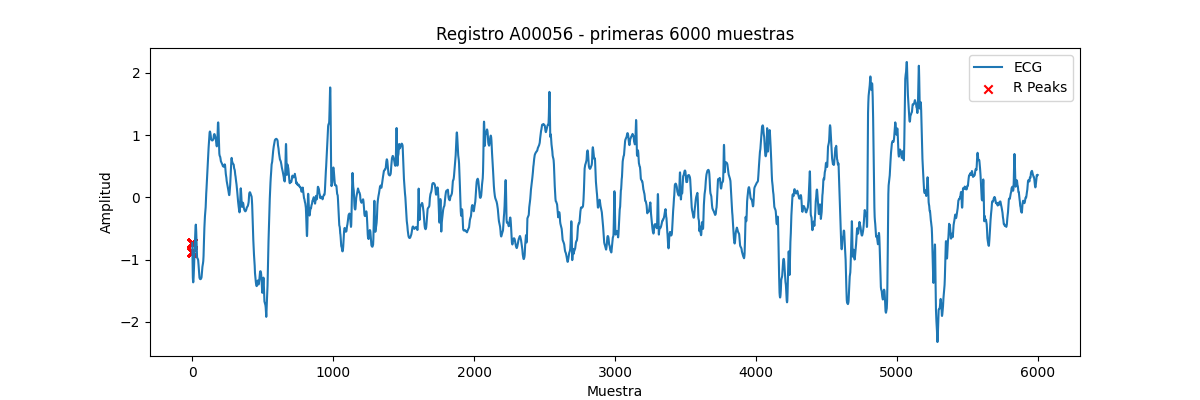 Registro A00056 - primeras 6000 muestras
ECG
R Peaks
Amplitud
2
1
0
−1
−2
0 1000 2000 3000 4000 5000 6000
Muestra